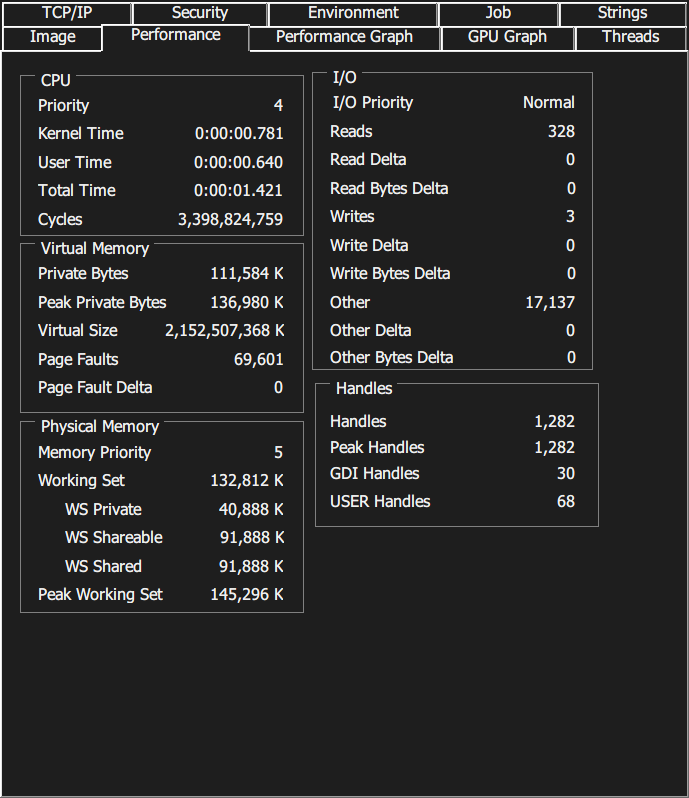 TCP/IP Security Environment Job Strings
Image Performance Performance Graph GPU Graph Threads
CPU
Priority 4
Kernel Time 0:00:00.781
User Time 0:00:00.640
Total Time 0:00:01.421
Cycles 3,398,824,759
Virtual Memory
Private Bytes 111,584 K
Peak Private Bytes 136,980 K
Virtual Size 2,152,507,368 K
Page Faults 69,601
Page Fault Delta 0
Physical Memory
Memory Priority 5
Working Set 132,812 K
WS Private 40,888 K
WS Shareable 91,888 K
WS Shared 91,888 K
Peak Working Set 145,296 K
I/O
I/O Priority Normal
Reads 328
Read Delta 0
Read Bytes Delta 0
Writes 3
Write Delta 0
Write Bytes Delta 0
Other 17,137
Other Delta 0
Other Bytes Delta 0
Handles
Handles 1,282
Peak Handles 1,282
GDI Handles 30
USER Handles 68